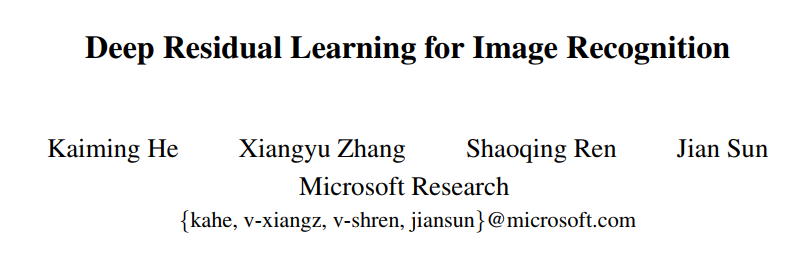 Deep Residual Learning for Image Recognition
Kaiming He Xiangyu Zhang Shaoqing Ren Jian Sun
Microsoft Research
{kahe, v-xiangz, v-shren, jiansun}@microsoft.com